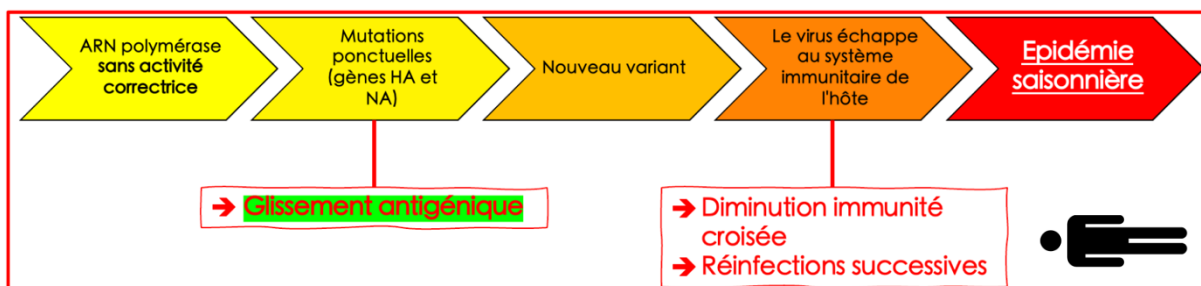 ARN polymérase
sans activité
correctrice
Mutations
ponctuelles
(gènes HA et
NA)
Nouveau variant
Le virus échappe
au système
immunitaire de
l'hôte
Epidémie
saisonnière
→ Glissement antigénique
→ Diminution immunité
croisée
→ Réinfections successives